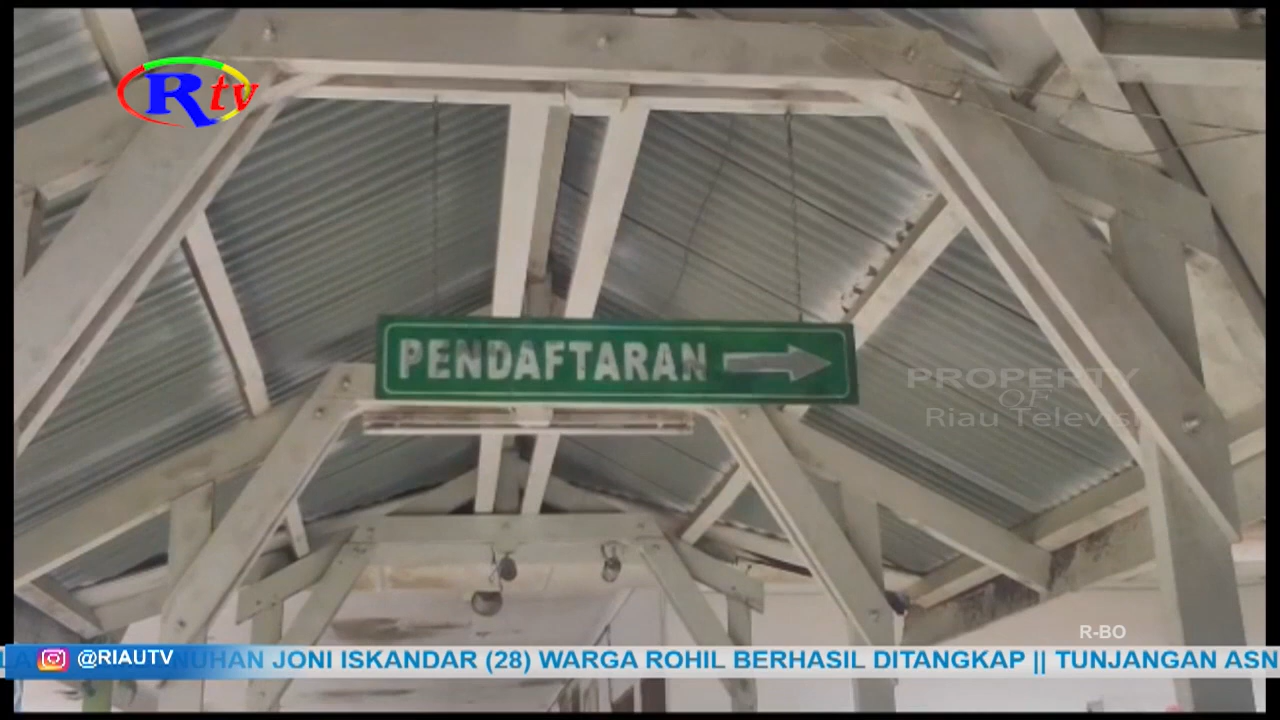 Rtv
PENDAFTARAN
PROPERTY
OF
Riau Televisi
R-BO
@RIAUTV
NUHAN JONI ISKANDAR (28) WARGA ROHIL BERHASIL DITANGKAP || TUNJANGAN ASN